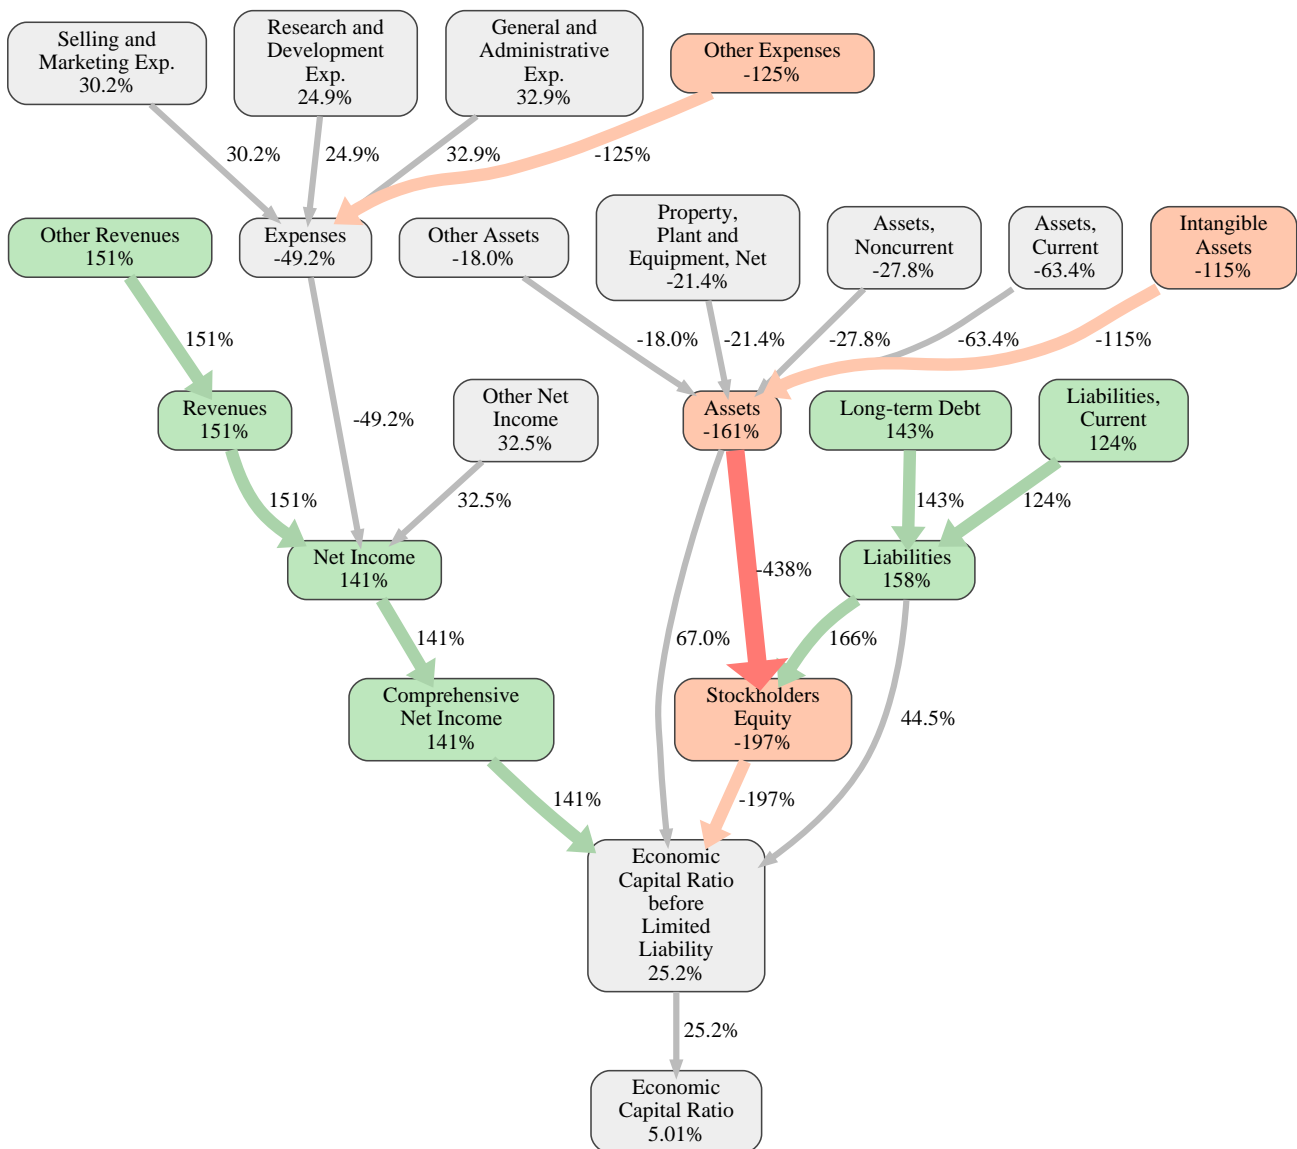 Selling and
Marketing Exp.
30.2%
Research and
Development
Exp.
24.9%
General and
Administrative
Exp.
32.9%
Other Expenses
-125%
30.2%
24.9%
32.9%
-125%
Other Revenues
151%
Expenses
-49.2%
Other Assets
-18.0%
Property,
Plant and
Equipment, Net
-21.4%
Assets,
Noncurrent
-27.8%
Assets,
Current
-63.4%
Intangible
Assets
-115%
151%
-49.2%
-18.0%
-21.4%
-27.8%
-63.4%
-115%
Revenues
151%
Other Net
Income
32.5%
Assets
-161%
Long-term Debt
143%
Liabilities,
Current
124%
151%
32.5%
143%
124%
Net Income
141%
-438%
Liabilities
158%
141%
67.0%
166%
Comprehensive
Net Income
141%
Stockholders
Equity
-197%
44.5%
141%
-197%
Economic
Capital Ratio
before
Limited
Liability
25.2%
25.2%
Economic
Capital Ratio
5.01%